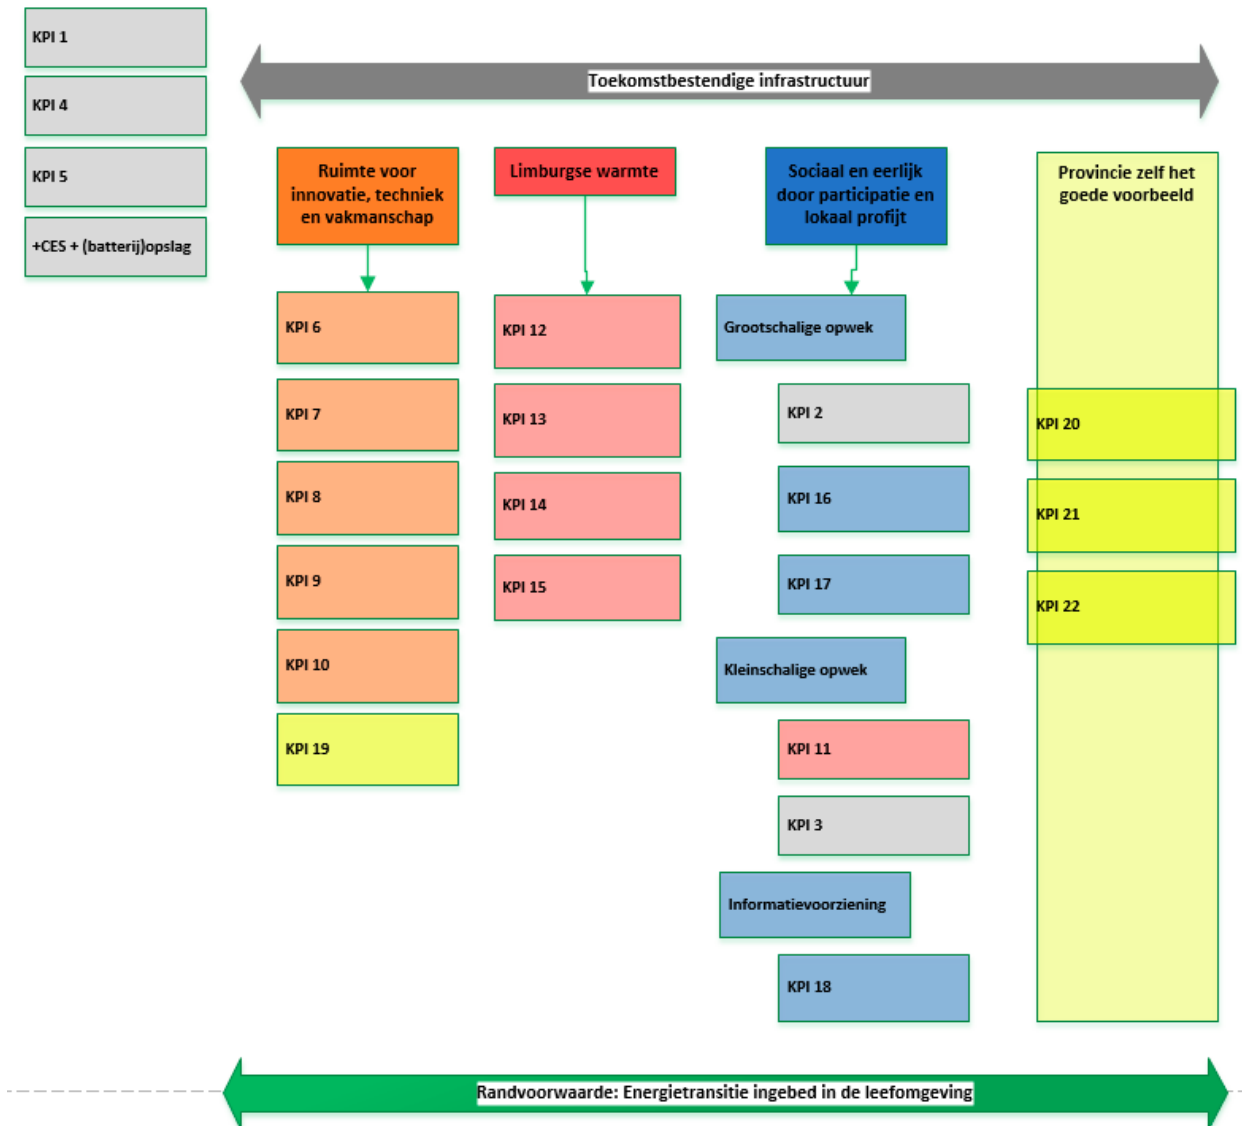 KPI 1
KPI 4
KPI 5
+CES + (batterij)opslag
Toekomstbestendige infrastructuur
Ruimte voor
innovatie, techniek
en vakmanschap
KPI 6
KPI 7
KPI 8
KPI 9
KPI 10
KPI 19
Limburgse warmte
KPI 12
KPI 13
KPI 14
KPI 15
Sociaal en eerlijk
door participatie en
lokaal profijt
Grootschalige opwek
KPI 2
KPI 16
KPI 17
Kleinschalige opwek
KPI 11
KPI 3
Informatievoorziening
KPI 18
Provincie zelf het
goede voorbeeld
KPI 20
KPI 21
KPI 22
Randvoorwaarde: Energietransitie ingebed in de leefomgeving